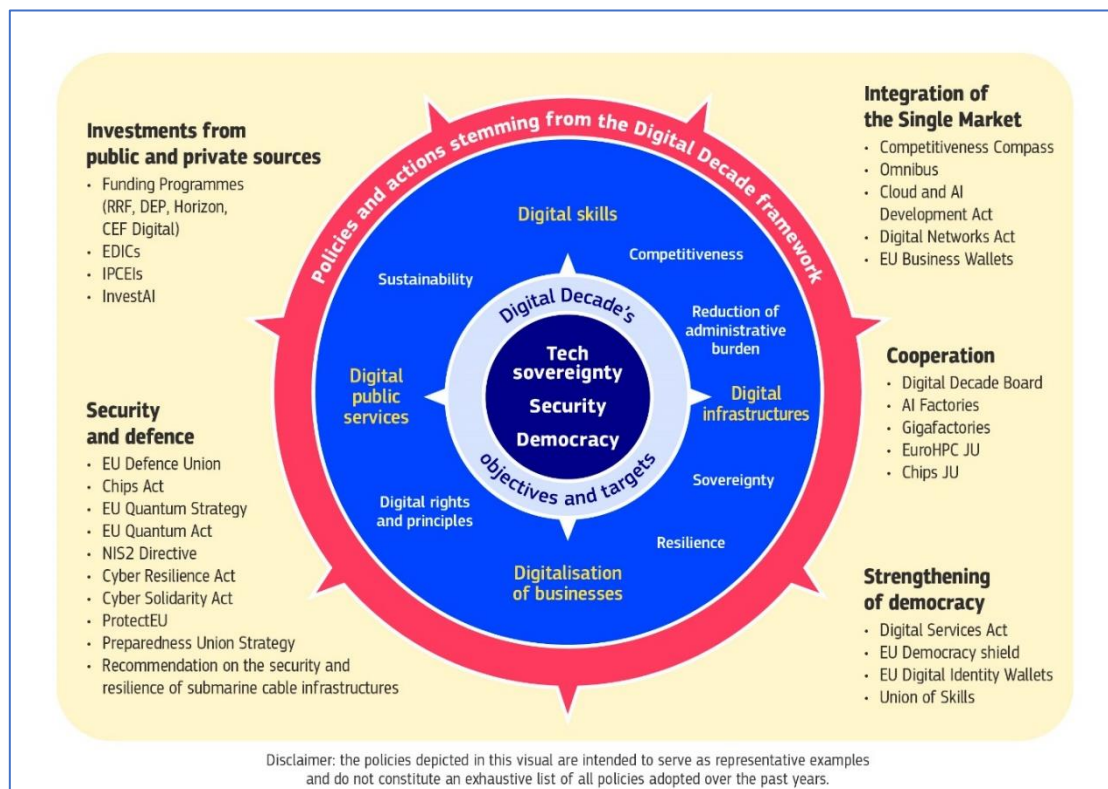 Investments from
public and private sources
• Funding Programmes
(RRF, DEP, Horizon,
CEF Digital)
• EDICs
• IPCEIs
• InvestAI
Security
and defence
• EU Defence Union
• Chips Act
• EU Quantum Strategy
• EU Quantum Act
• NIS2 Directive
• Cyber Resilience Act
• Cyber Solidarity Act
• ProtectEU
• Preparedness Union Strategy
• Recommendation on the security and
resilience of submarine cable infrastructures
Policies and actions stemming from the Digital Decade framework
Digital skills
Competitiveness
Sustainability
Reduction of
administrative
burden
Digital
public
services
Digital
infrastructures
Digital rights
and principles
Sovereignty
Resilience
Digitalisation
of businesses
Digital Decade's
objectives and targets
Tech
sovereignty
Security
Democracy
Integration of
the Single Market
• Competitiveness Compass
• Omnibus
• Cloud and AI
Development Act
• Digital Networks Act
• EU Business Wallets
Cooperation
• Digital Decade Board
• AI Factories
• Gigafactories
• EuroHPC JU
• Chips JU
Strengthening
of democracy
• Digital Services Act
• EU Democracy shield
• EU Digital Identity Wallets
• Union of Skills
Disclaimer: the policies depicted in this visual are intended to serve as representative examples
and do not constitute an exhaustive list of all policies adopted over the past years.